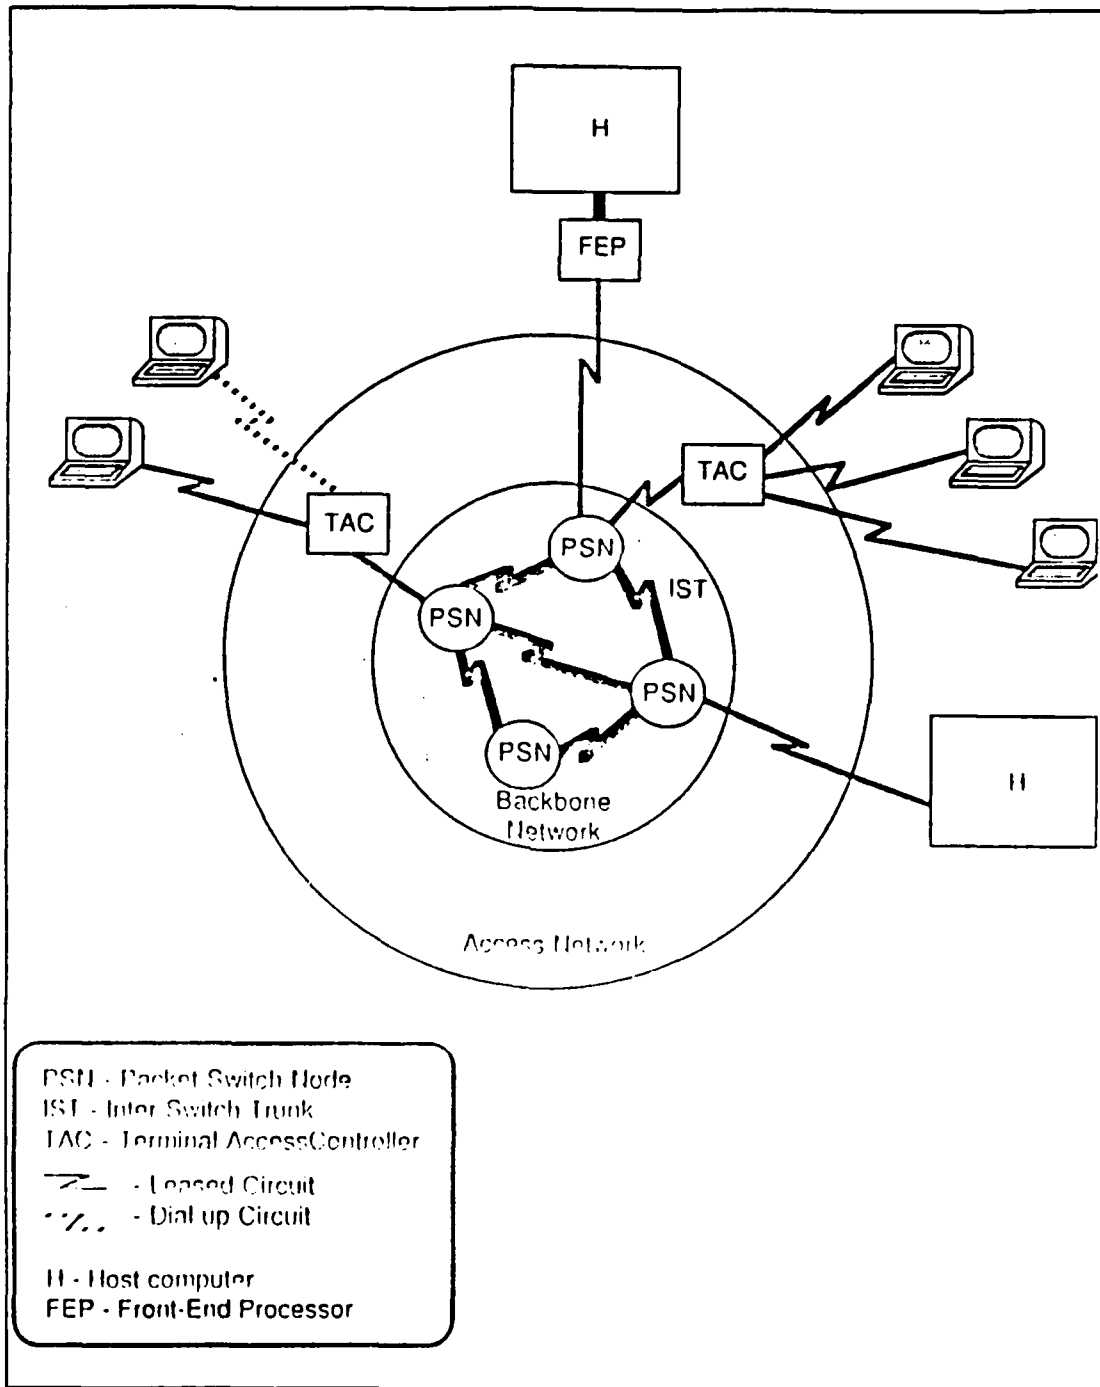 H
FEP
TAC
TAC
PSN
IST
PSN
PSN
PSN
Backbone
Network
H
Access Network
PSN - Packet Switch Node
IST - Inter Switch Trunk
TAC - Terminal AccessController
- Leased Circuit
- Dial up Circuit
H - Host computer
FEP - Front-End Processor